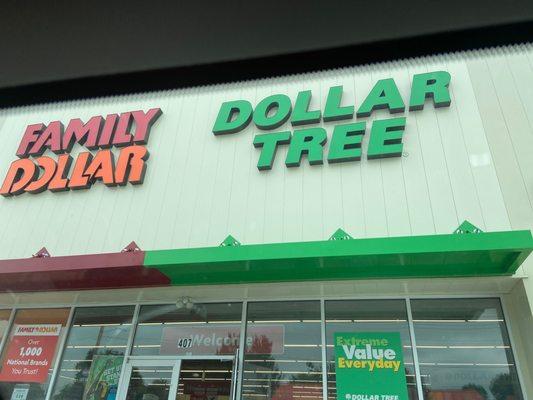 FAMILY
DOLLAR
DOLLAR
TREE
FAMILY DOLLAR
Over
1,000
National Brands
You Trust!
407
Welcome
Everyday
Extreme
Value
Everyday
DOLLAR TREE